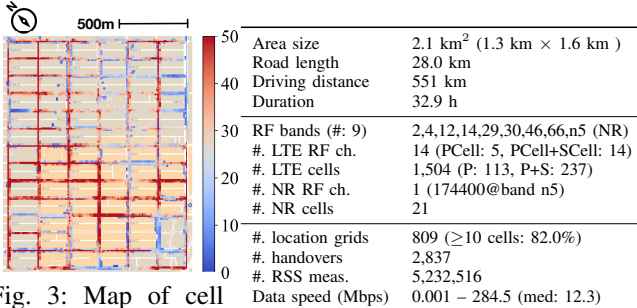 N
500m
50
40
30
20
10
0
Fig. 3: Map of cell
Area size 2.1 km² (1.3 km × 1.6 km )
Road length 28.0 km
Driving distance 551 km
Duration 32.9 h
RF bands (#: 9) 2,4,12,14,29,30,46,66,n5 (NR)
#. LTE RF ch. 14 (PCell: 5, PCell+SCell: 14)
#. LTE cells 1,504 (P: 113, P+S: 237)
#. NR RF ch. 1 (174400@band n5)
#. NR cells 21
#. location grids 809 (≥10 cells: 82.0%)
#. handovers 2,837
#. RSS meas. 5,232,516
Data speed (Mbps) 0.001 – 284.5 (med: 12.3)